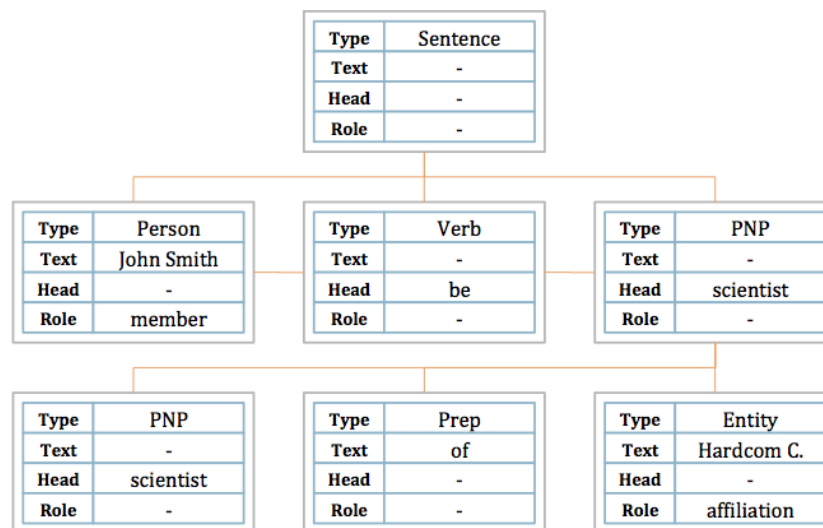 Type Sentence
Text -
Head -
Role -
Type Person
Text John Smith
Head -
Role member
Type Verb
Text -
Head be
Role -
Type PNP
Text -
Head scientist
Role -
Type PNP
Text -
Head scientist
Role -
Type Prep
Text of
Head -
Role -
Type Entity
Text Hardcom C.
Head -
Role affiliation